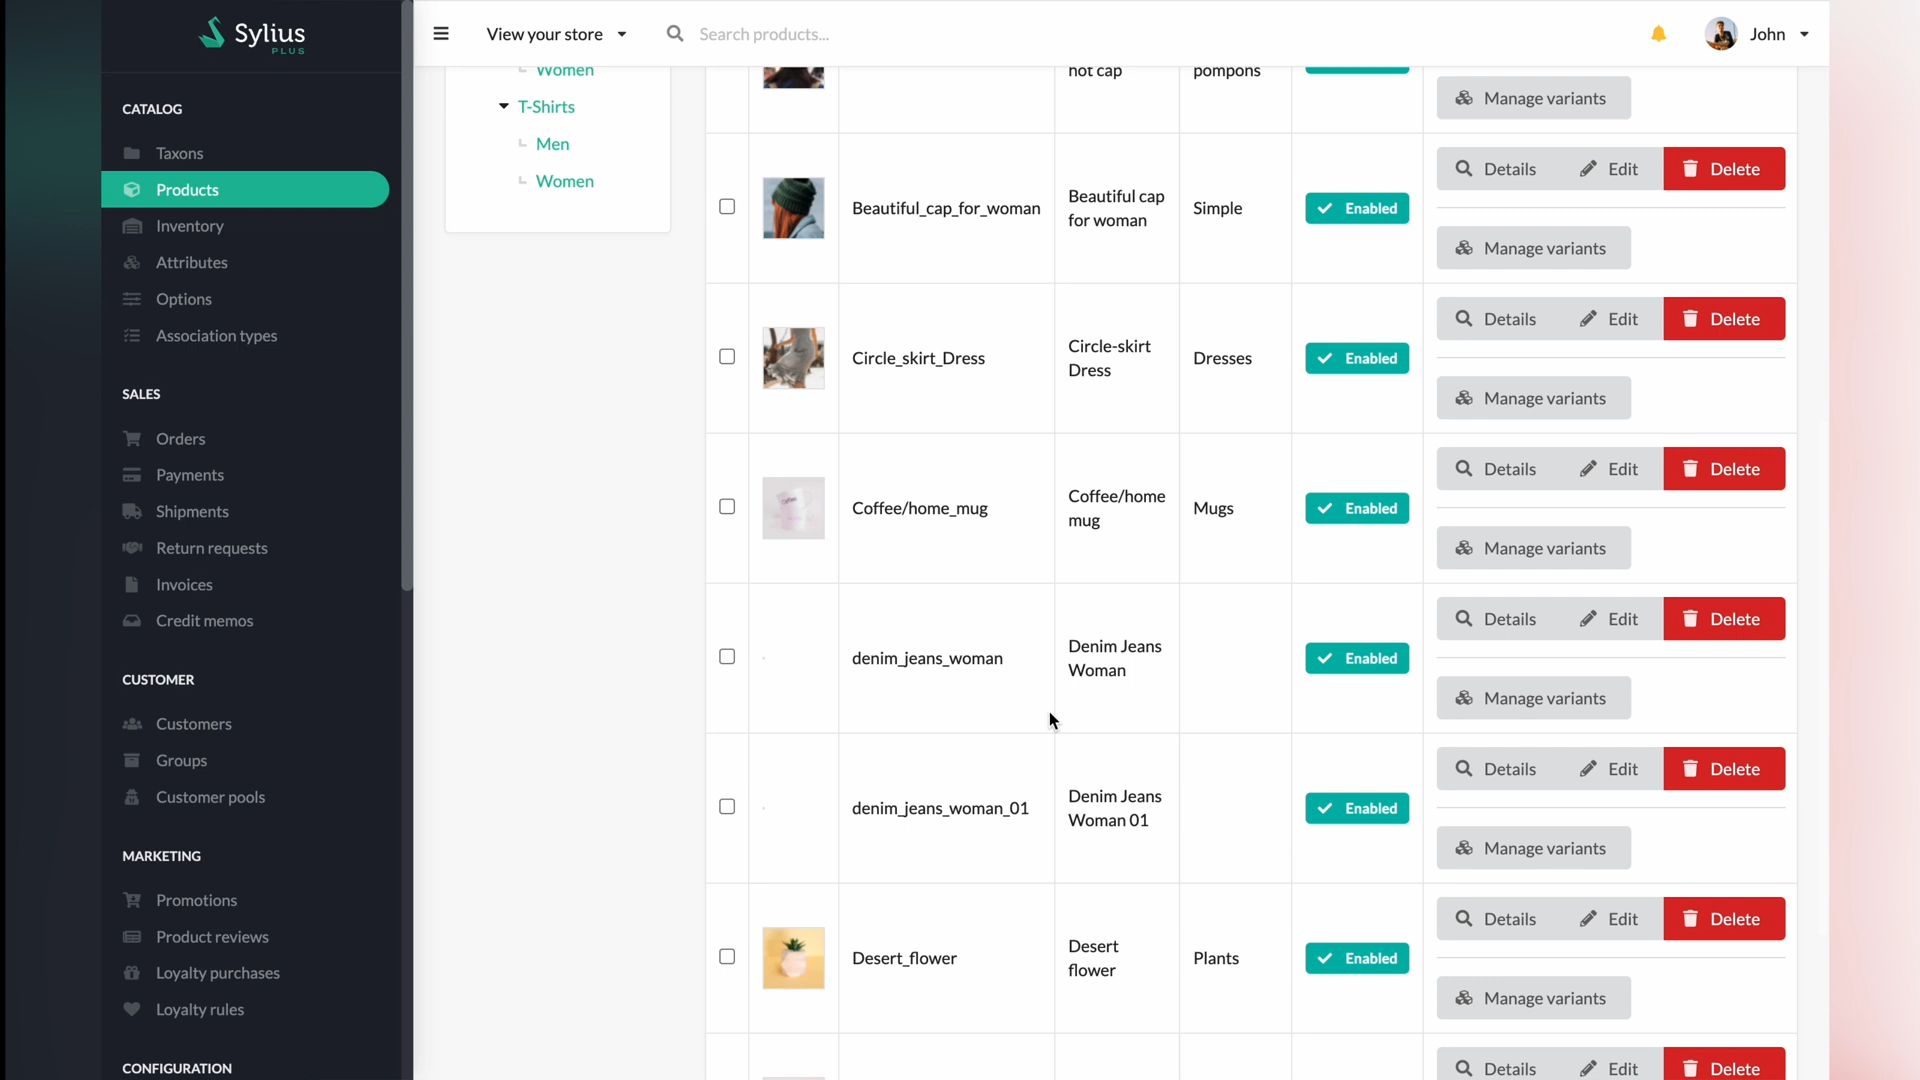 Sylius
PLUS
View your store
Search products...
John
CATALOG
Taxons
Products
Inventory
Attributes
Options
Association types
SALES
Orders
Payments
Shipments
Return requests
Invoices
Credit memos
CUSTOMER
Customers
Groups
Customer pools
MARKETING
Promotions
Product reviews
Loyalty purchases
Loyalty rules
CONFIGURATION
Women
T-Shirts
Men
Women
not cap
pompons
Manage variants
Beautiful_cap_for_woman
Beautiful cap
for woman
Simple
Enabled
Details
Edit
Delete
Manage variants
Circle_skirt_Dress
Circle-skirt
Dress
Dresses
Enabled
Details
Edit
Delete
Manage variants
Coffee/home_mug
Coffee/home
mug
Mugs
Enabled
Details
Edit
Delete
Manage variants
denim_jeans_woman
Denim Jeans
Woman
Enabled
Details
Edit
Delete
Manage variants
denim_jeans_woman_01
Denim Jeans
Woman 01
Enabled
Details
Edit
Delete
Manage variants
Desert_flower
Desert
flower
Plants
Enabled
Details
Edit
Delete
Manage variants
Details
Edit
Delete